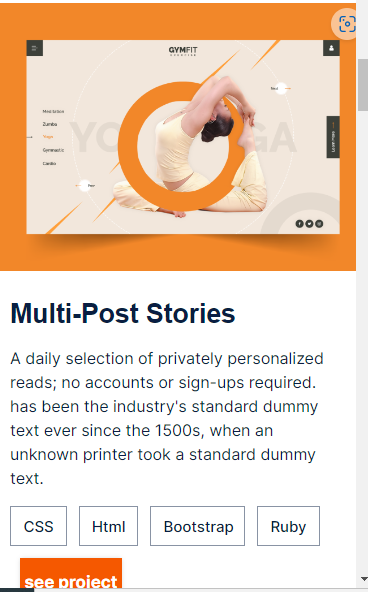 GYMFIT
Next
Meditation
Zumba
Yoga
Gymnastic
Cardio
YO GA
Prev
Multi-Post Stories
A daily selection of privately personalized
reads; no accounts or sign-ups required.
has been the industry's standard dummy
text ever since the 1500s, when an
unknown printer took a standard dummy
text.
CSS
Html
Bootstrap
Ruby
see project